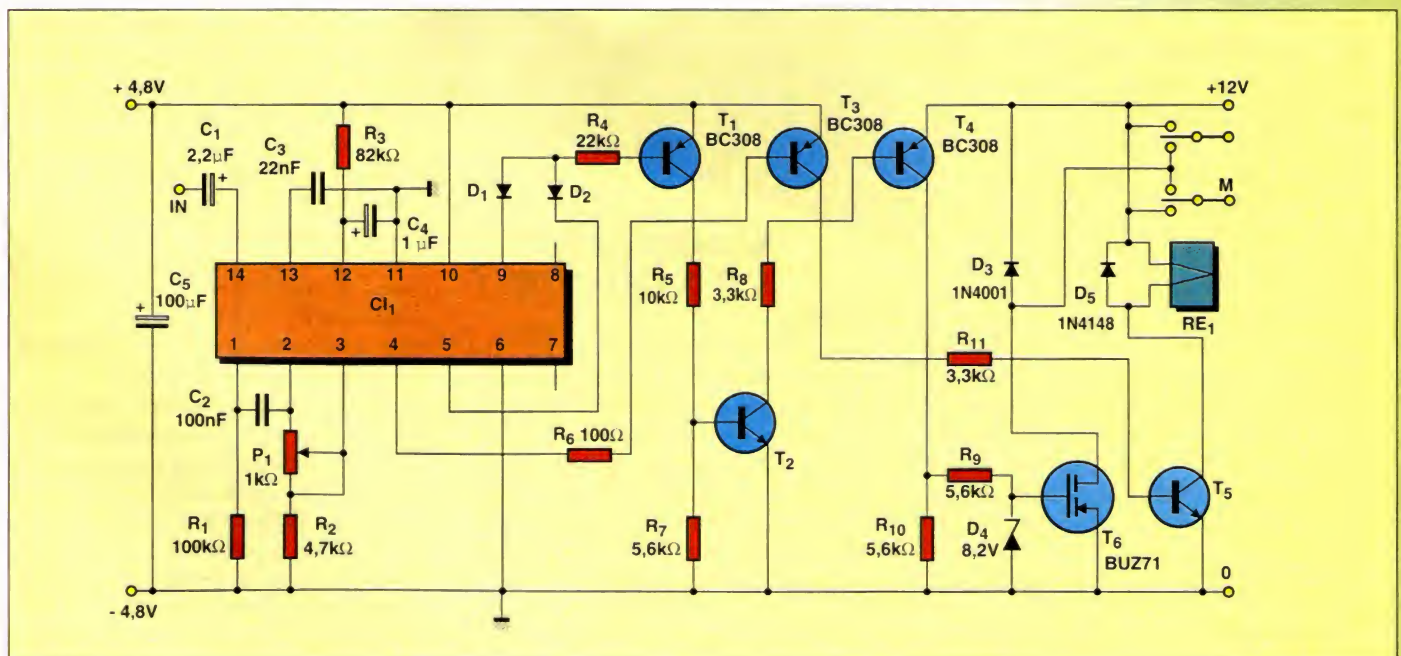 + 4,8V
C1
2,2µF
+
IN
C3
22nF
R3
82kΩ
+
C4
1 µF
C5
100µF
+
14 13 12 11 10 9 8
CI1
1 2 3 4 5 6 7
D1
D2
R4
22kΩ
T1
BC308
T3
BC308
T4
BC308
+12V
M
R5
10kΩ
R8
3,3kΩ
D3
1N4001
D5
1N4148
RE1
R11
3,3kΩ
C2
100nF
P1
1kΩ
R6 100Ω
T2
R1
100kΩ
R2
4,7kΩ
R7
5,6kΩ
R9
5,6kΩ
R10
5,6kΩ
D4
8,2V
T6
BUZ71
T5
- 4,8V
0